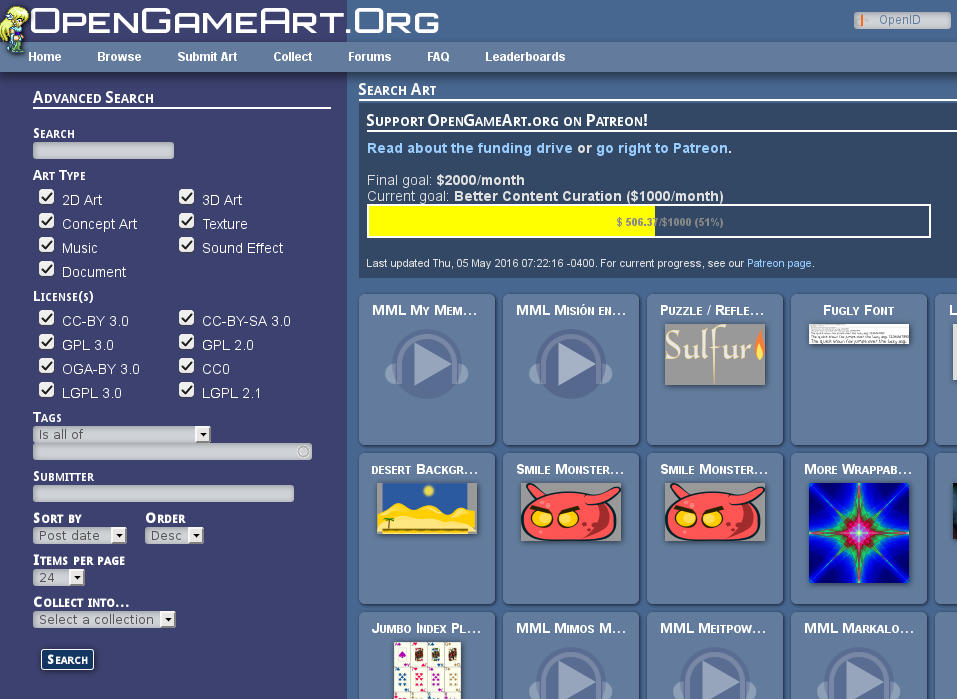 OpenGameArt.Org
OpenID
Home Browse Submit Art Collect Forums FAQ Leaderboards
Advanced Search
Search
Art Type
2D Art 3D Art
Concept Art Texture
Music Sound Effect
Document
License(s)
CC-BY 3.0 CC-BY-SA 3.0
GPL 3.0 GPL 2.0
OGA-BY 3.0 CC0
LGPL 3.0 LGPL 2.1
Tags
Is all of
Submitter
Sort by Order
Post date Desc
Items per page
24
Collect into...
Select a collection
Search
Search Art
Support OpenGameArt.org on Patreon!
Read about the funding drive or go right to Patreon.
Final goal: $2000/month
Current goal: Better Content Curation ($1000/month)
$ 506.37/$1000 (51%)
Last updated Thu, 05 May 2016 07:22:16 -0400. For current progress, see our Patreon page.
MML My Mem... MML Misión en... Puzzle / Refle... Fugly Font
Sulfur
desert Backgr... Smile Monster... Smile Monster... More Wrappab...
Jumbo Index Pl... MML Mimos M... MML Meitpow... MML Markalo...